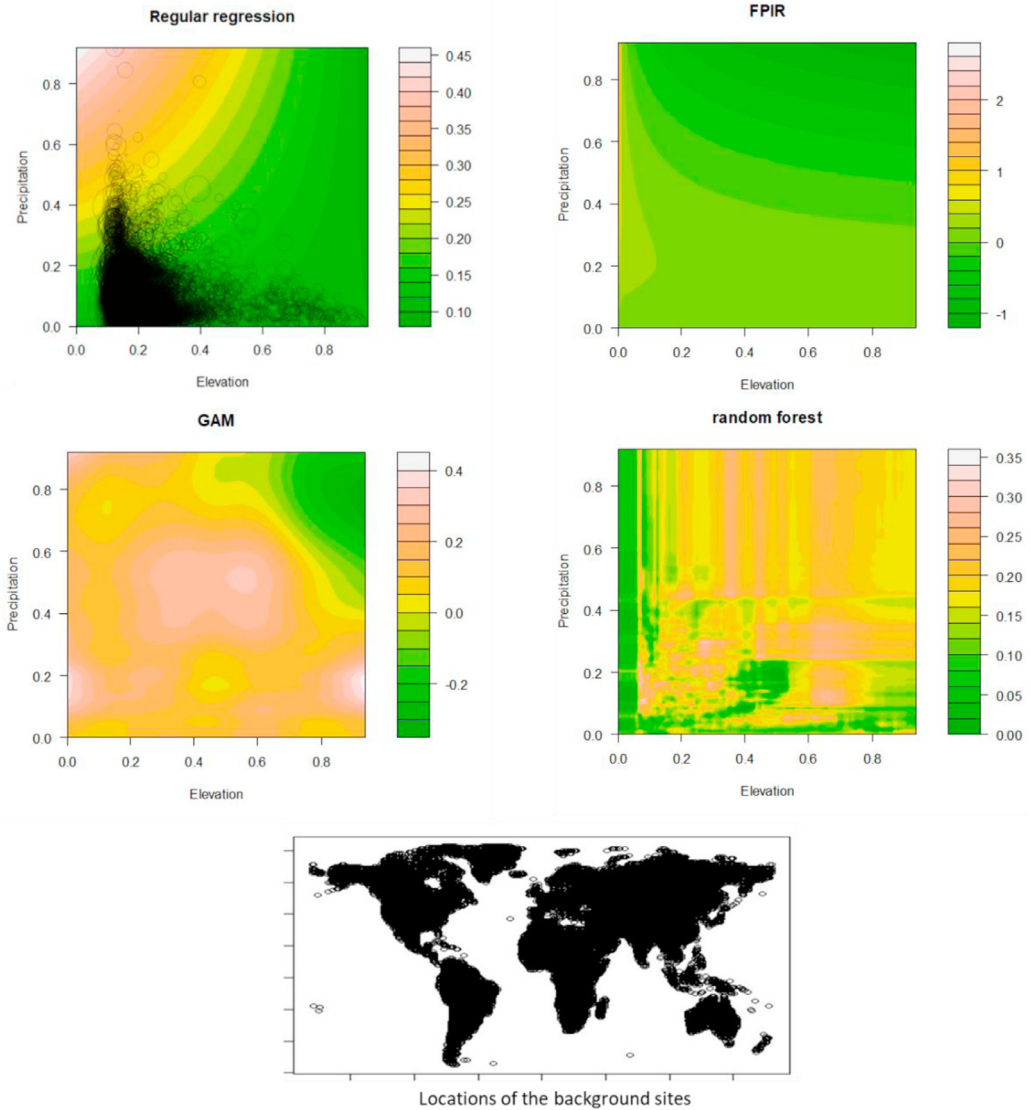 Regular regression
Precipitation
0.8
0.6
0.4
0.2
0.0
0.0 0.2 0.4 0.6 0.8
Elevation
0.45
0.40
0.35
0.30
0.25
0.20
0.15
0.10
FPIR
Precipitation
0.8
0.6
0.4
0.2
0.0
0.0 0.2 0.4 0.6 0.8
Elevation
2
1
0
-1
GAM
Precipitation
0.8
0.6
0.4
0.2
0.0
0.0 0.2 0.4 0.6 0.8
Elevation
0.4
0.2
0.0
-0.2
random forest
Precipitation
0.8
0.6
0.4
0.2
0.0
0.0 0.2 0.4 0.6 0.8
Elevation
0.35
0.30
0.25
0.20
0.15
0.10
0.05
0.00
Locations of the background sites